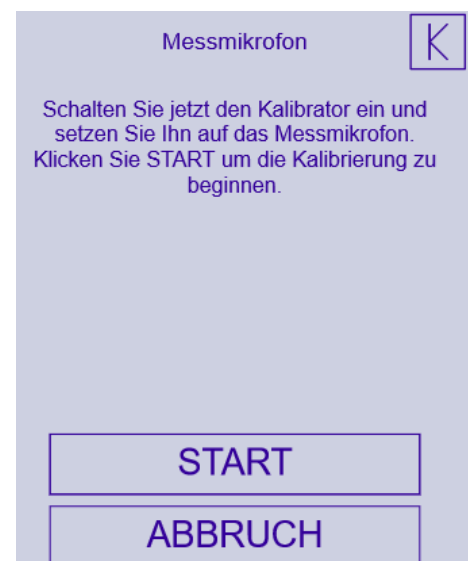 Messmikrofon
K
Schalten Sie jetzt den Kalibrator ein und
setzen Sie Ihn auf das Messmikrofon.
Klicken Sie START um die Kalibrierung zu
beginnen.
START
ABBRUCH